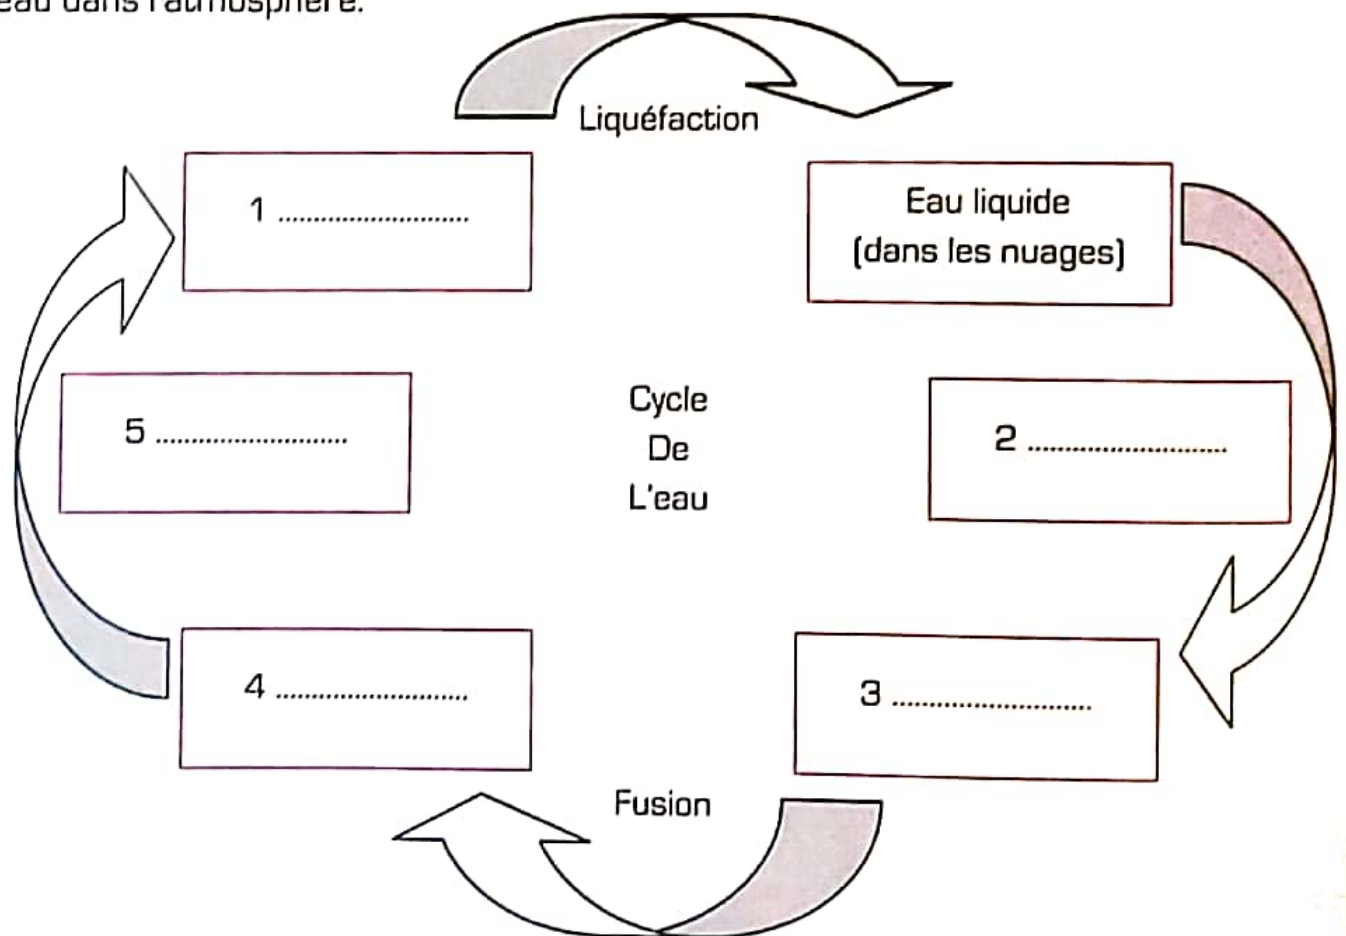 eau dans l'atmosphère.
Liquéfaction
1 ........................
Eau liquide
(dans les nuages)
5 ........................
Cycle
De
L'eau
2 ........................
4 ........................
3 ........................
Fusion